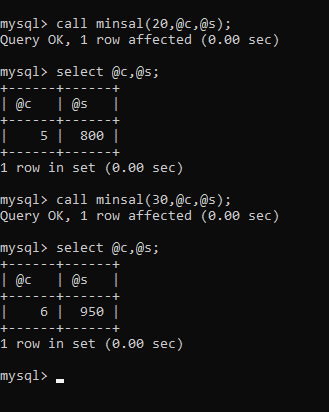 mysql> call minsal(20,@c,@s);
Query OK, 1 row affected (0.00 sec)
mysql> select @c,@s;
+------+------+
| @c   | @s   |
+------+------+
|    5 |  800 |
+------+------+
1 row in set (0.00 sec)
mysql> call minsal(30,@c,@s);
Query OK, 1 row affected (0.00 sec)
mysql> select @c,@s;
+------+------+
| @c   | @s   |
+------+------+
|    6 |  950 |
+------+------+
1 row in set (0.00 sec)
mysql> _